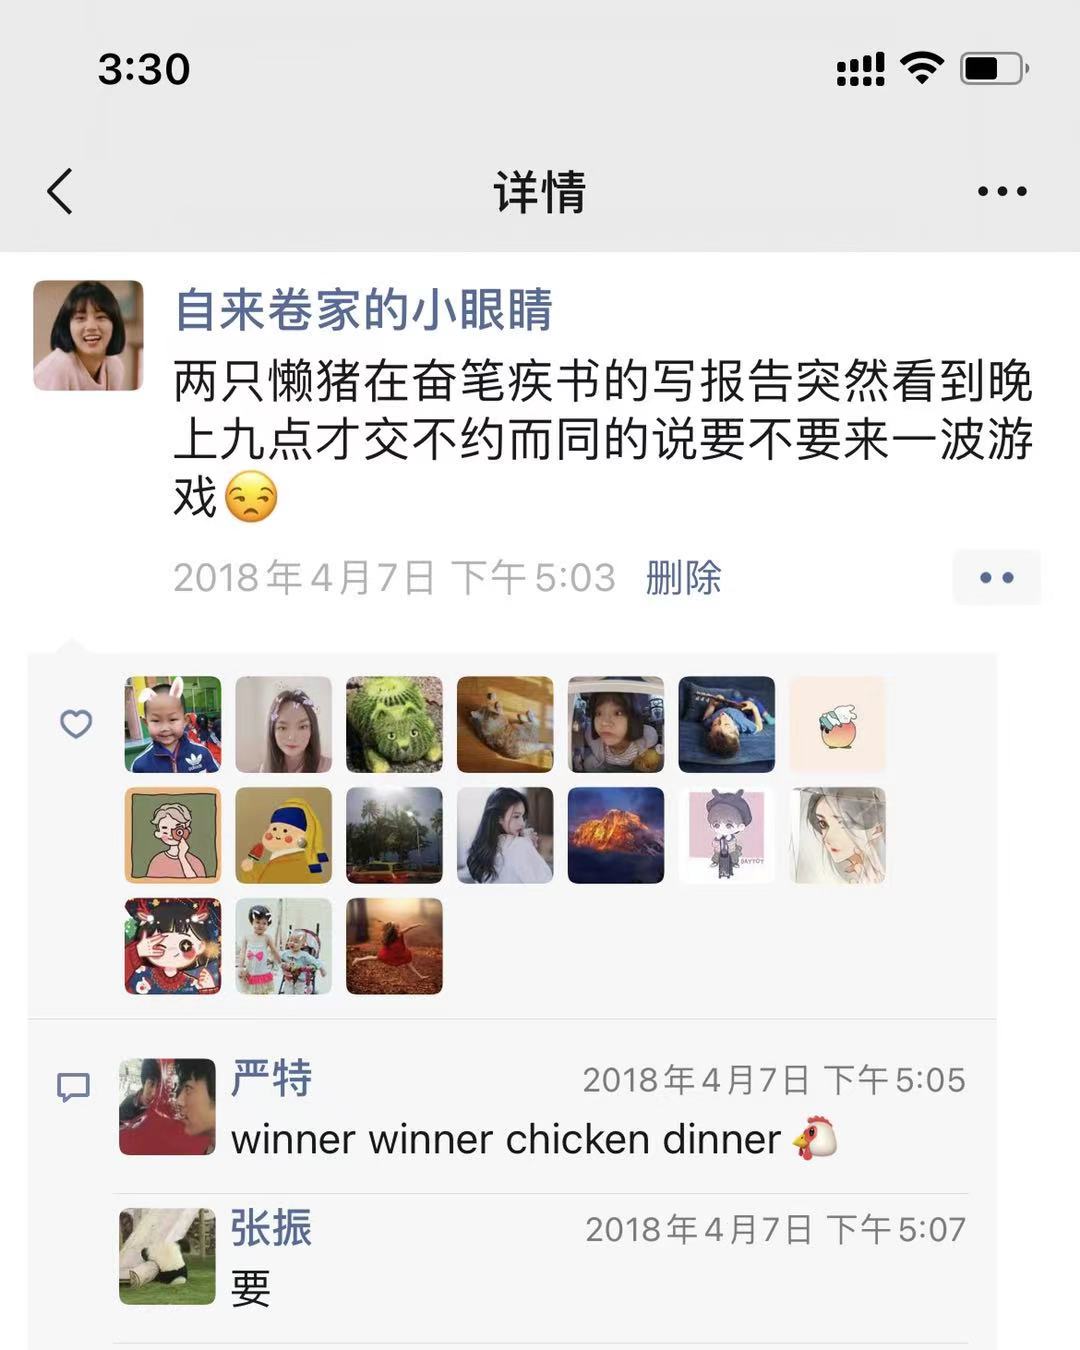 3:30
详情
自来卷家的小眼睛
两只懒猪在奋笔疾书的写报告突然看到晚
上九点才交不约而同的说要不要来一波游
戏😒
2018年4月7日 下午5:03 删除
严特 2018年4月7日 下午5:05
winner winner chicken dinner 🐔
张振 2018年4月7日 下午5:07
要